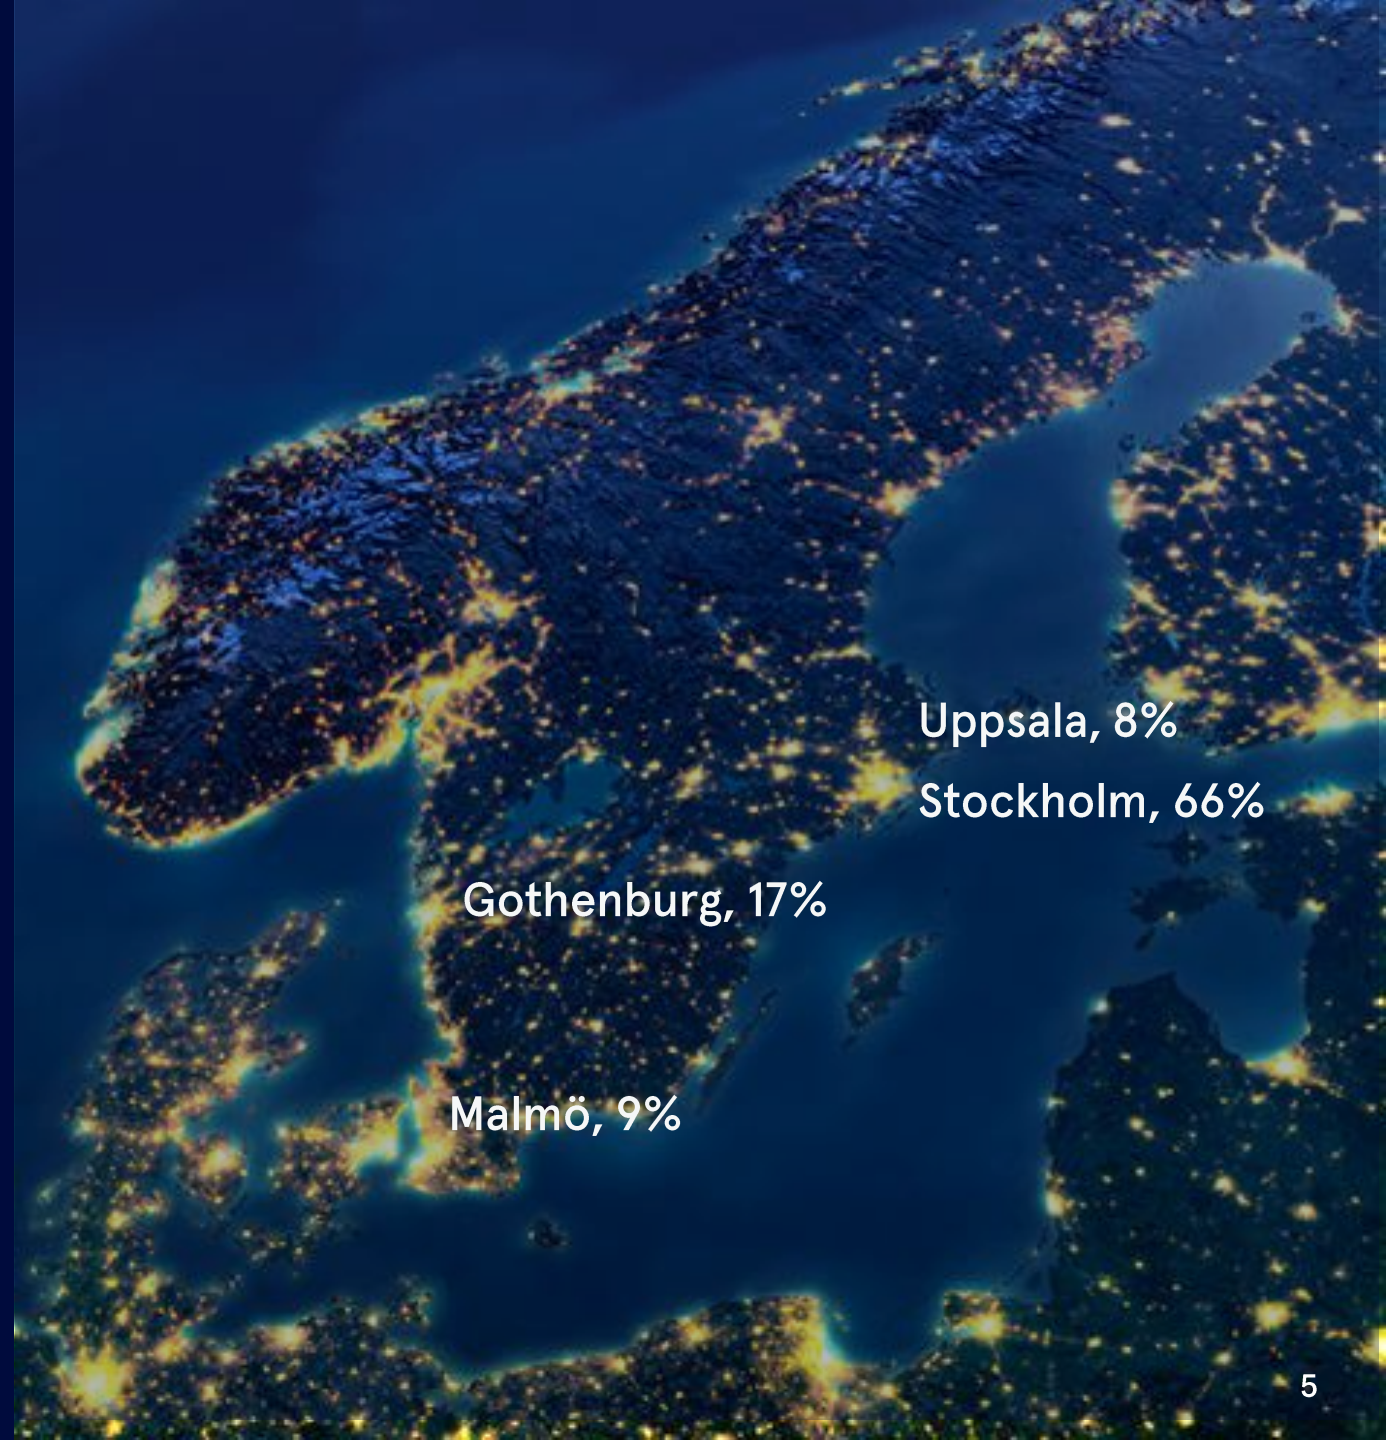 Uppsala, 8%
Stockholm, 66%
Gothenburg, 17%
Malmö, 9%
5